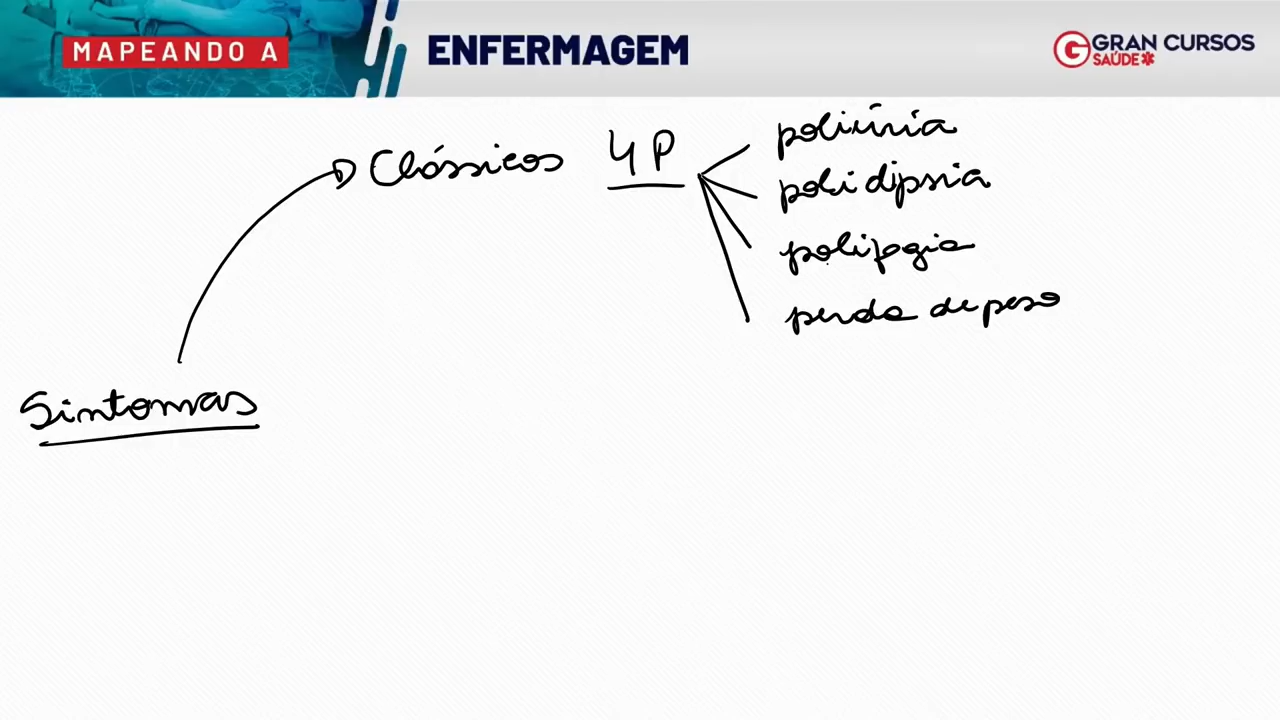 MAPEANDO A
ENFERMAGEM
GRAN CURSOS
SAÚDE
Clássicos 4P
poliúria
polidipsia
polifagia
perda de peso
Sintomas